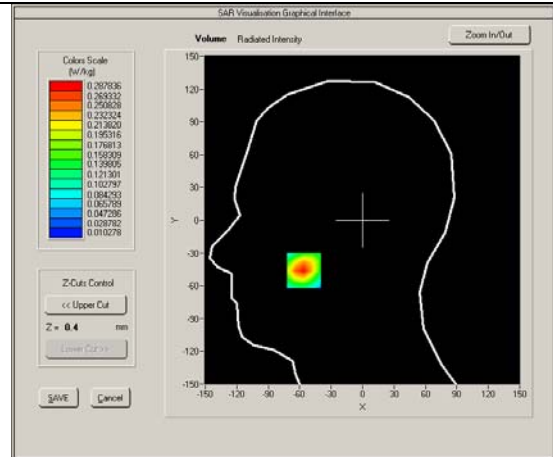 SAR Visualisation Graphical Interface
Volume Radiated Intensity
Zoom In/Out
Colors Scale
(W/kg)
0.287836
0.269332
0.250828
0.232324
0.213820
0.195316
0.176813
0.158309
0.139805
0.121301
0.102797
0.084293
0.065789
0.047286
0.028782
0.010278
Z-Cuts Control
<< Upper Cut
Z = 0.4 mm
Lower Cut >>
SAVE
Cancel
150
120
90
60
30
0
-30
-60
-90
-120
-150
Y
-150 -120 -90 -60 -30 0 30 60 90 120 150
X